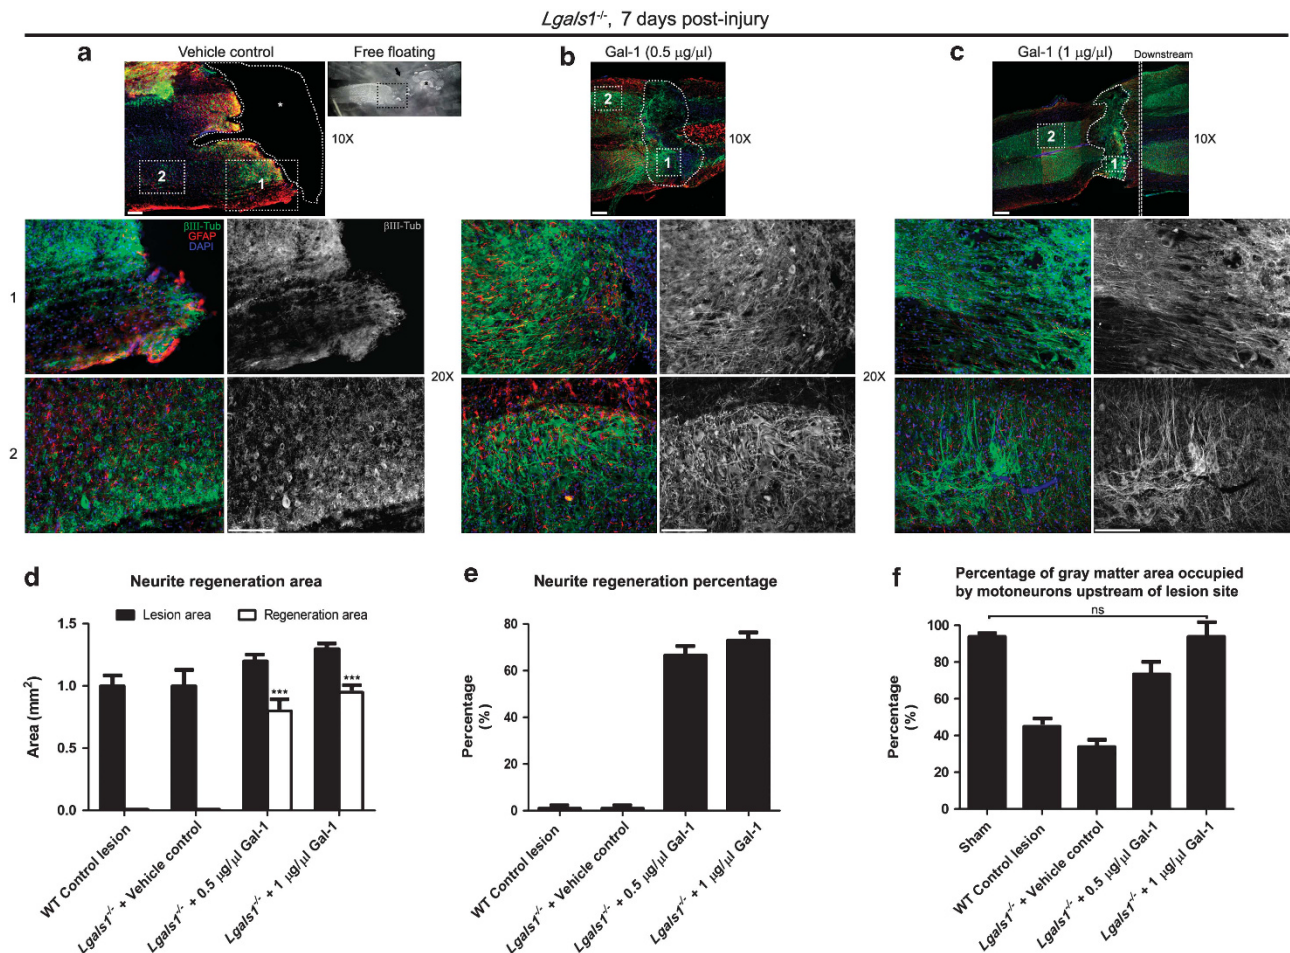 Lgals1-/-, 7 days post-injury
a
Vehicle control
Free floating
*
*
10X
2
1
b
Gal-1 (0.5 µg/µl)
2
1
10X
c
Gal-1 (1 µg/µl)
Downstream
2
1
10X
βIII-Tub
GFAP
DAPI
βIII-Tub
1
2
20X
20X
d
Neurite regeneration area
Lesion area
Regeneration area
Area (mm²)
1.5
1.0
0.5
0.0
***
***
WT Control lesion
Lgals1-/- + Vehicle control
Lgals1-/- + 0.5 µg/µl Gal-1
Lgals1-/- + 1 µg/µl Gal-1
e
Neurite regeneration percentage
Percentage
(%)
80
60
40
20
0
WT Control lesion
Lgals1-/- + Vehicle control
Lgals1-/- + 0.5 µg/µl Gal-1
Lgals1-/- + 1 µg/µl Gal-1
f
Percentage of gray matter area occupied
by motoneurons upstream of lesion site
ns
Percentage
(%)
100
80
60
40
20
0
Sham
WT Control lesion
Lgals1-/- + Vehicle control
Lgals1-/- + 0.5 µg/µl Gal-1
Lgals1-/- + 1 µg/µl Gal-1